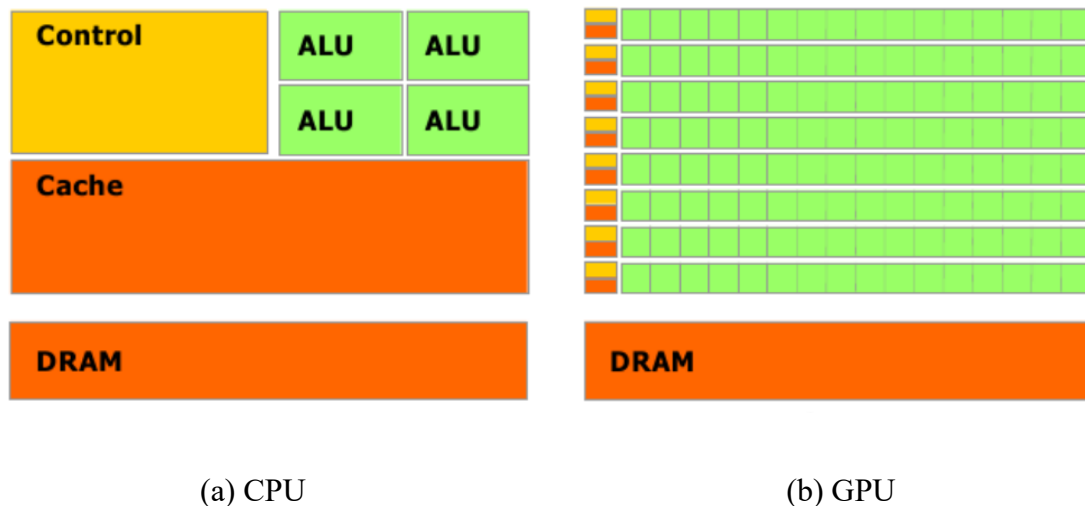 Control
ALU ALU
ALU ALU
Cache
DRAM
DRAM
(a) CPU
(b) GPU